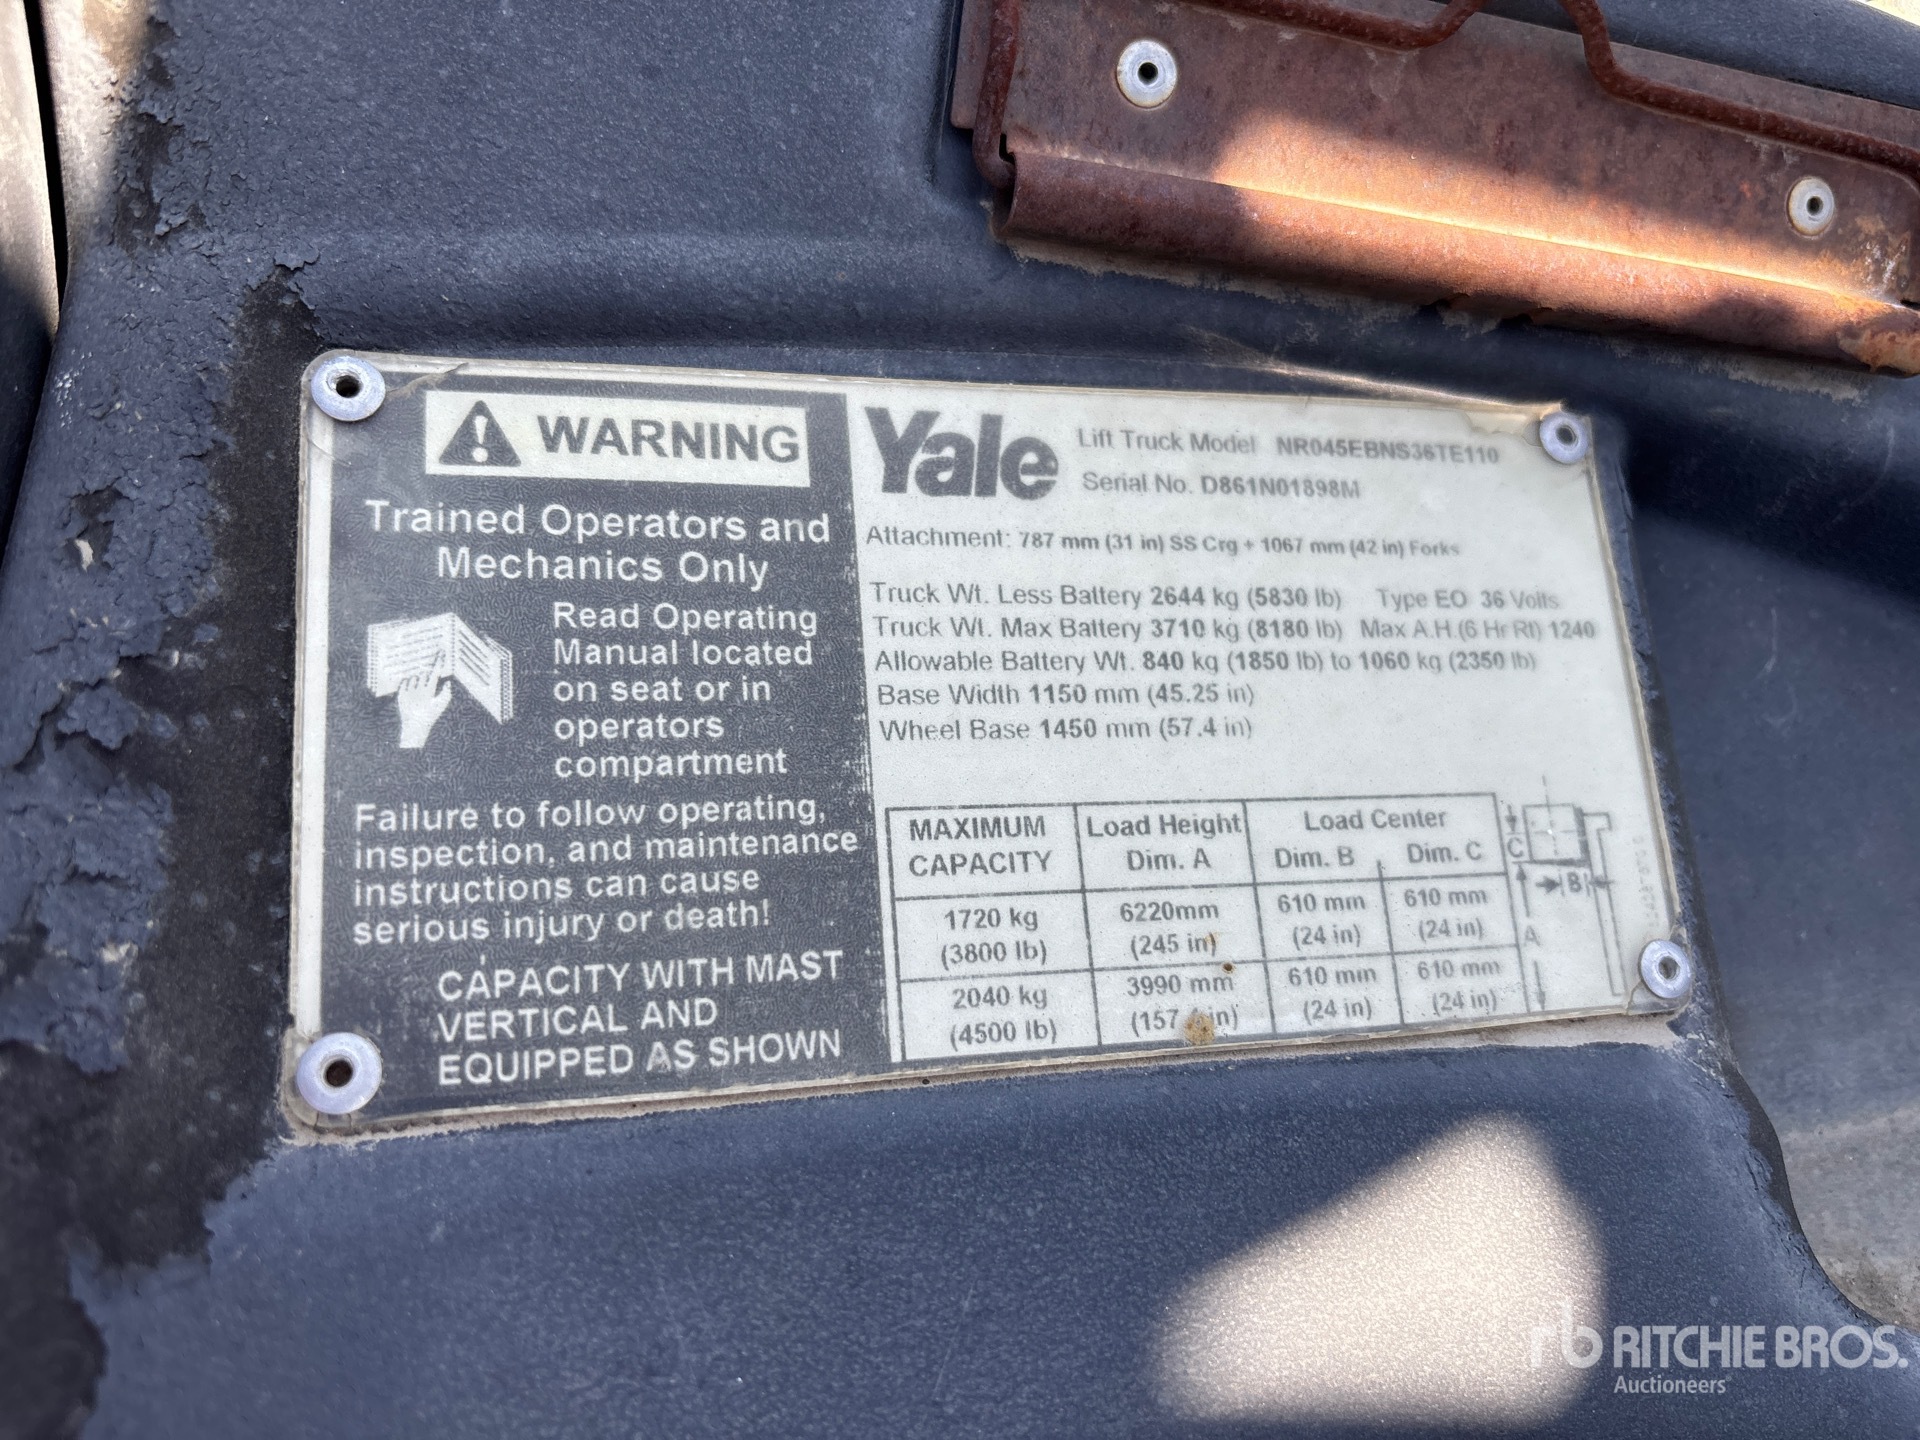 WARNING
Trained Operators and
Mechanics Only
Read Operating
Manual located
on seat or in
operators
compartment
Failure to follow operating,
inspection, and maintenance
instructions can cause
serious injury or death!
CAPACITY WITH MAST
VERTICAL AND
EQUIPPED AS SHOWN
Yale
Lift Truck Model NR045EBNS36TE110
Serial No. D861N01898M
Attachment: 787 mm (31 in) SS Crg + 1067 mm (42 in) Forks
Truck Wt. Less Battery 2644 kg (5830 lb) Type EO 36 Volts
Truck Wt. Max Battery 3710 kg (8180 lb) Max A.H.(6 Hr Rt) 1240
Allowable Battery Wt. 840 kg (1850 lb) to 1060 kg (2350 lb)
Base Width 1150 mm (45.25 in)
Wheel Base 1450 mm (57.4 in)
MAXIMUM CAPACITY Load Height Dim. A Load Center Dim. B Dim. C
1720 kg 6220mm 610 mm 610 mm
(3800 lb) (245 in) (24 in) (24 in)
2040 kg 3990 mm 610 mm 610 mm
(4500 lb) (157 in) (24 in) (24 in)
C
B
A
rb RITCHIE BROS.
Auctioneers